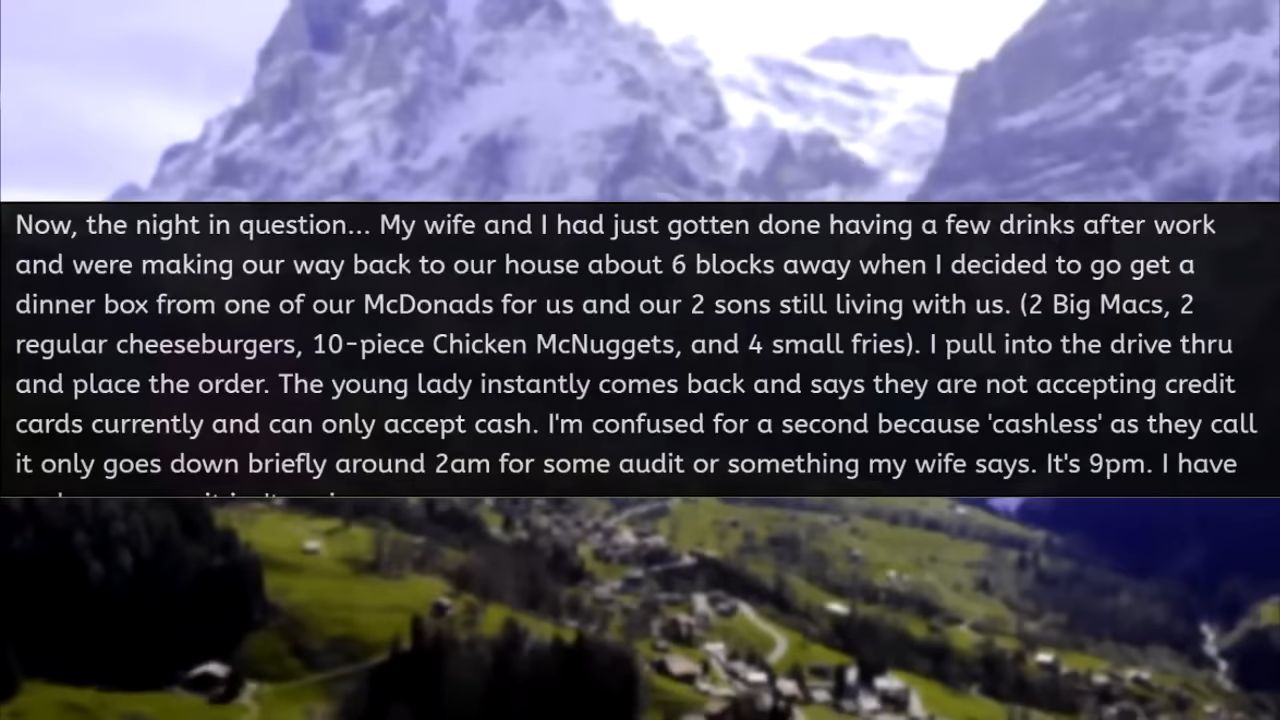 Now, the night in question... My wife and I had just gotten done having a few drinks after work
and were making our way back to our house about 6 blocks away when I decided to go get a
dinner box from one of our McDonads for us and our 2 sons still living with us. (2 Big Macs, 2
regular cheeseburgers, 10-piece Chicken McNuggets, and 4 small fries). I pull into the drive thru
and place the order. The young lady instantly comes back and says they are not accepting credit
cards currently and can only accept cash. I'm confused for a second because 'cashless' as they call
it only goes down briefly around 2am for some audit or something my wife says. It's 9pm. I have